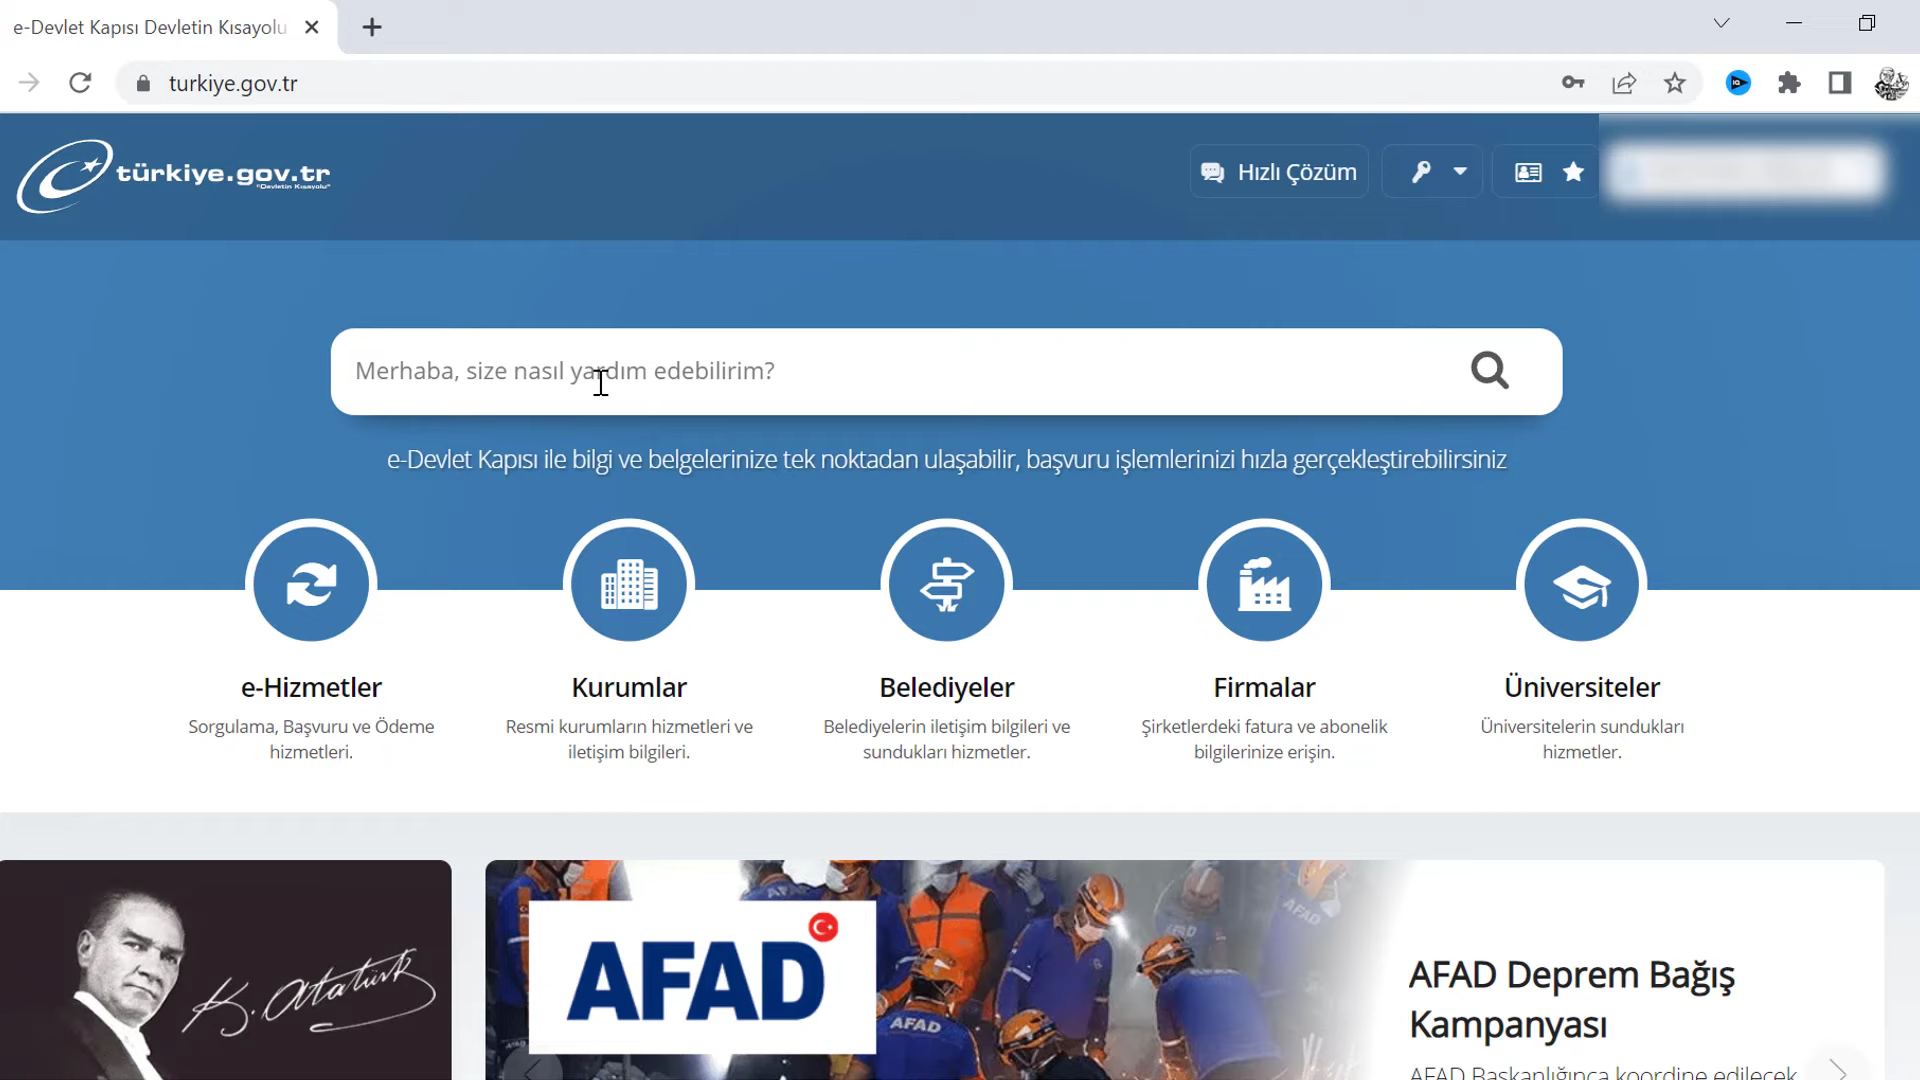 e-Devlet Kapısı Devletin Kısayolu
turkiye.gov.tr
türkiye.gov.tr
"Devletin Kısayolu"
Hızlı Çözüm
Merhaba, size nasıl yardım edebilirim?
e-Devlet Kapısı ile bilgi ve belgelerinize tek noktadan ulaşabilir, başvuru işlemlerinizi hızla gerçekleştirebilirsiniz
e-Hizmetler
Sorgulama, Başvuru ve Ödeme
hizmetleri.
Kurumlar
Resmi kurumların hizmetleri ve
iletişim bilgileri.
Belediyeler
Belediyelerin iletişim bilgileri ve
sundukları hizmetler.
Firmalar
Şirketlerdeki fatura ve abonelik
bilgilerinize erişin.
Üniversiteler
Üniversitelerin sundukları
hizmetler.
K. Atatürk
AFAD
AFAD
AFAD
AFAD Deprem Bağış
Kampanyası
AFAD Başkanlığınca koordine edilecek